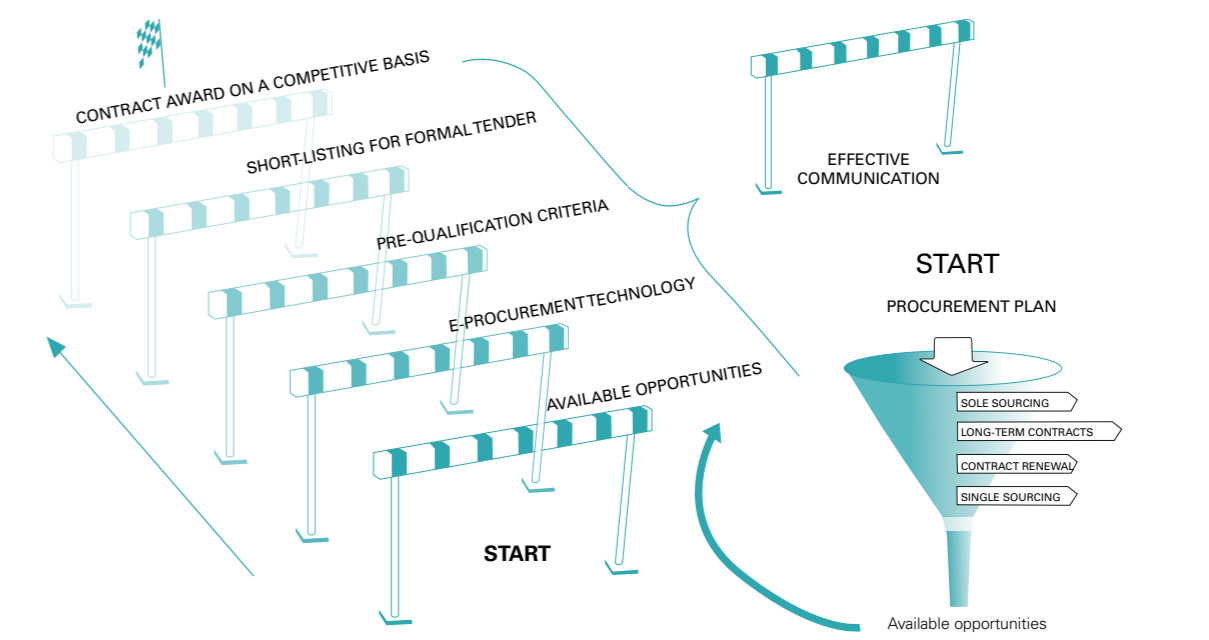 CONTRACT AWARD ON A COMPETITIVE BASIS
SHORT-LISTING FOR FORMAL TENDER
PRE-QUALIFICATION CRITERIA
E-PROCUREMENT TECHNOLOGY
AVAILABLE OPPORTUNITIES
START
EFFECTIVE
COMMUNICATION
START
PROCUREMENT PLAN
SOLE SOURCING
LONG-TERM CONTRACTS
CONTRACT RENEWAL
SINGLE SOURCING
Available opportunities